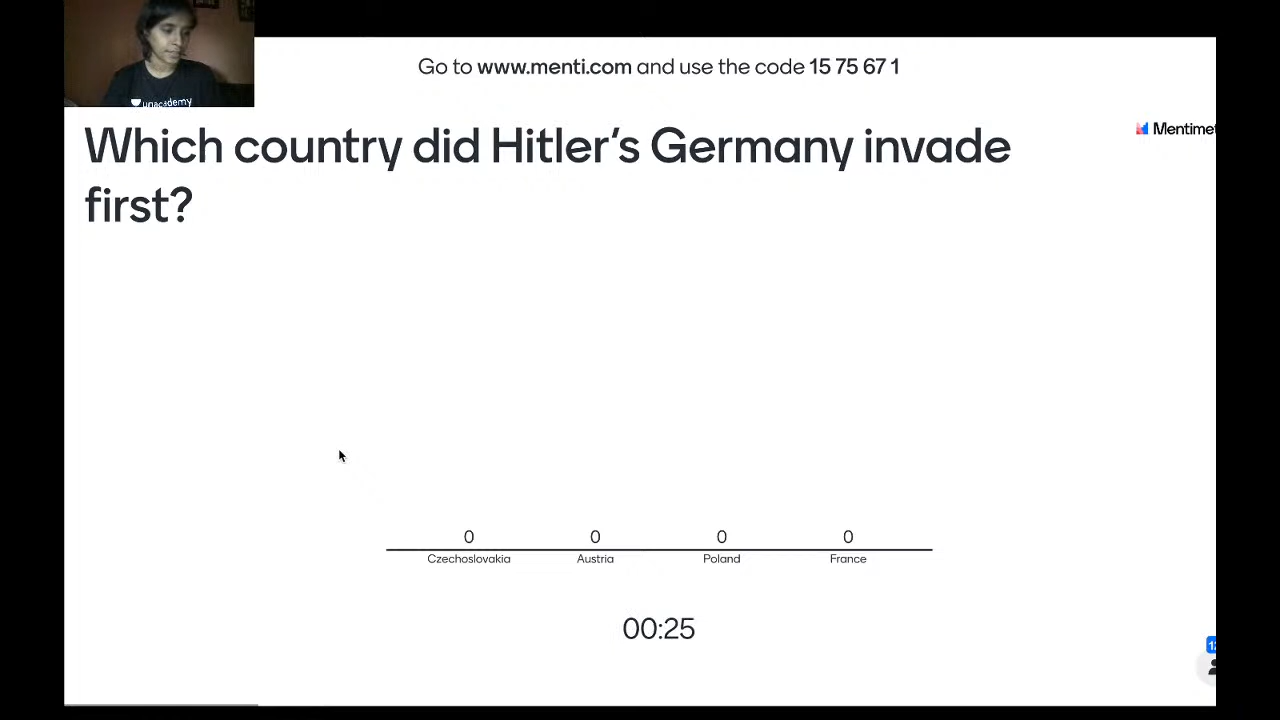 unacademy
Go to www.menti.com and use the code 15 75 67 1
Mentimet
Which country did Hitler's Germany invade
first?
0 0 0 0
Czechoslovakia Austria Poland France
00:25